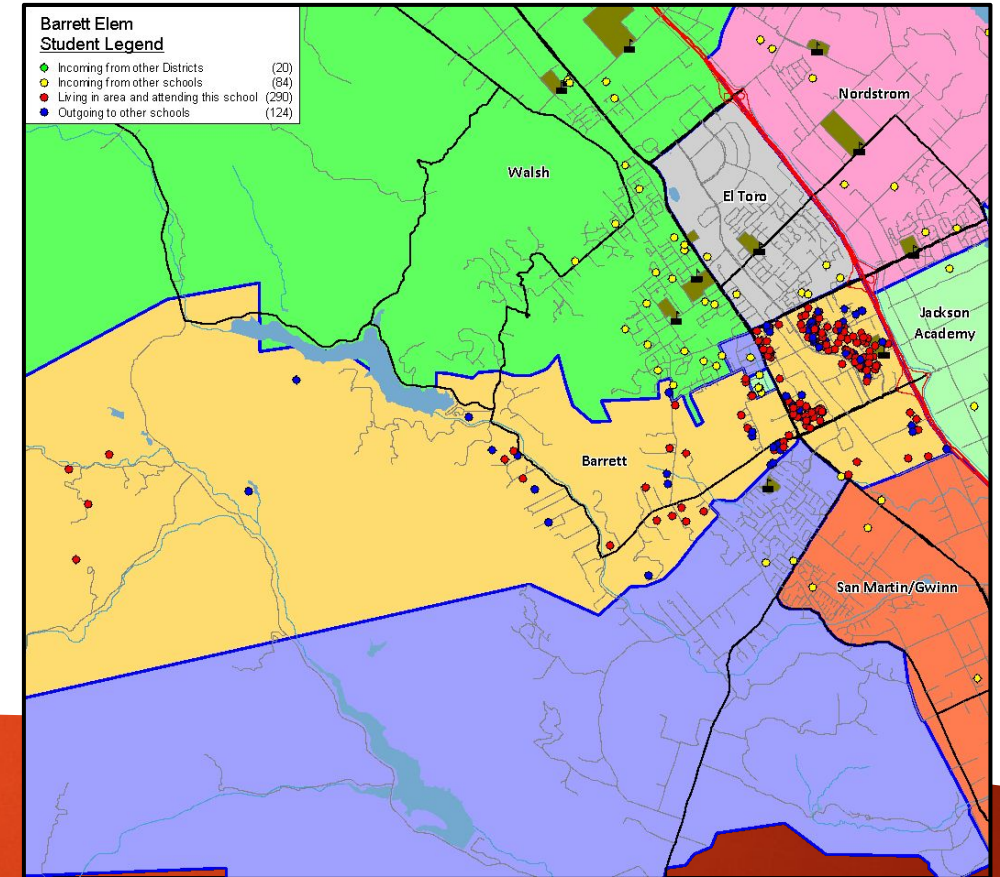 Barrett Elem
Student Legend
Incoming from other Districts (20)
Incoming from other schools (84)
Living in area and attending this school (290)
Outgoing to other schools (124)
Nordstrom
Walsh
El Toro
Jackson
Academy
Barrett
San Martin/Gwinn